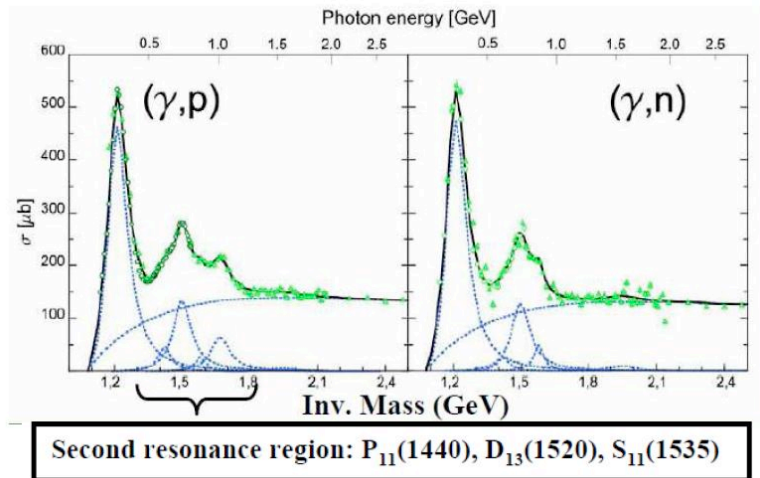 Photon energy [GeV]
0.5 1.0 1.5 2.0 2.5 0.5 1.0 1.5 2.0 2.5
600
500
400
300
200
100
σ [μb]
(γ,p) (γ,n)
1,2 1,5 1,8 2,1 2,4 1,2 1,5 1,8 2,1 2,4
Inv. Mass (GeV)
Second resonance region: P₁₁(1440), D₁₃(1520), S₁₁(1535)